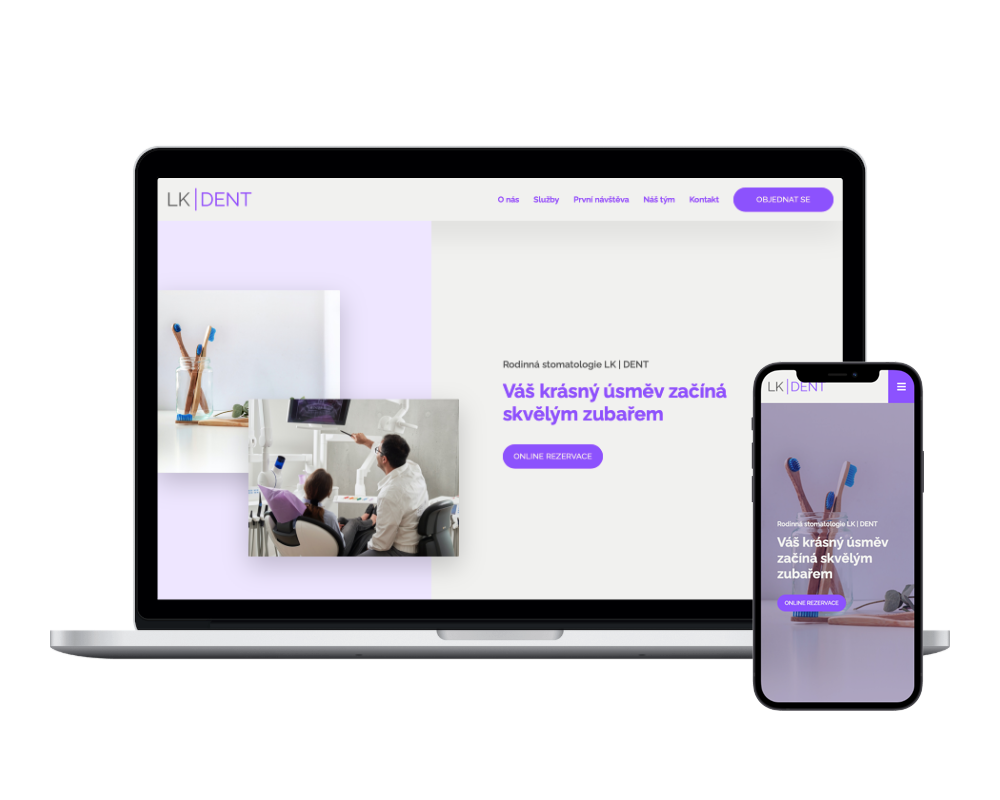 LK|DENT
O nás Služby První návštěva Náš tým Kontakt OBJEDNAT SE
Rodinná stomatologie LK | DENT
Váš krásný úsměv začíná
skvělým zubařem
ONLINE REZERVACE
LK|DENT
Rodinná stomatologie LK | DENT
Váš krásný úsměv
začíná skvělým
zubařem
ONLINE REZERVACE